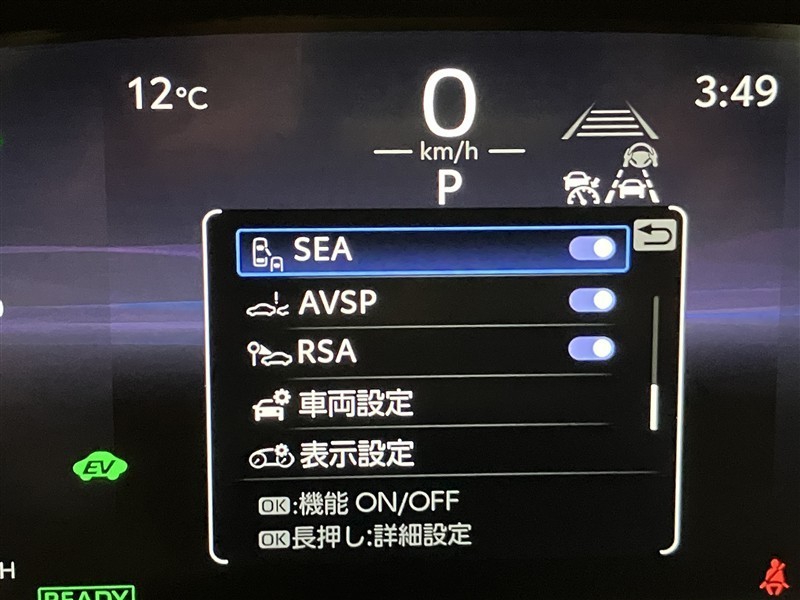 12℃
0
3:49
km/h
P
SEA
AVSP
RSA
車両設定
表示設定
EV
OK:機能 ON/OFF
OK長押し:詳細設定
H
READY